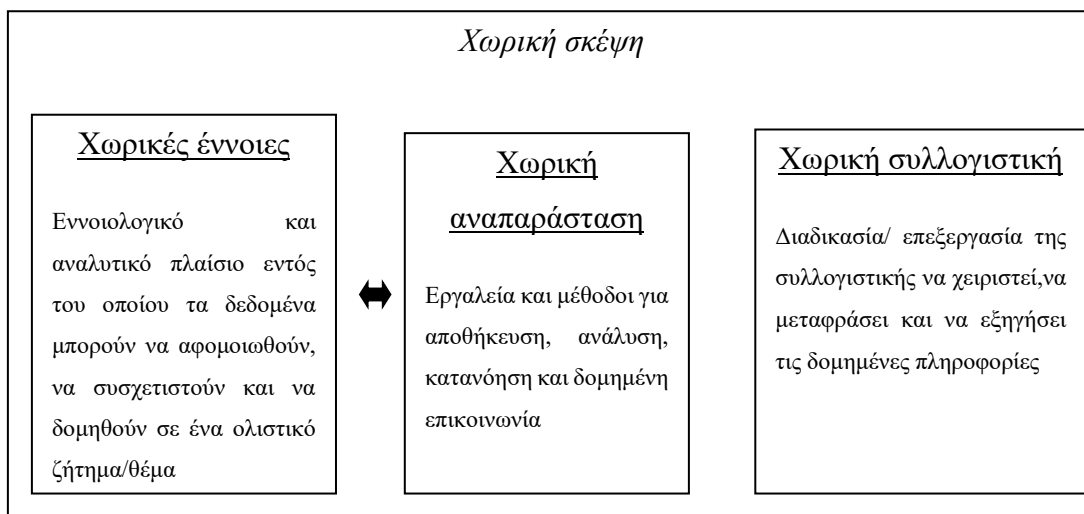 Χωρική σκέψη
Χωρικές έννοιες
Εννοιολογικό και
αναλυτικό πλαίσιο εντός
του οποίου τα δεδομένα
μπορούν να αφομοιωθούν,
να συσχετιστούν και να
δομηθούν σε ένα ολιστικό
ζήτημα/θέμα
Χωρική
αναπαράσταση
Εργαλεία και μέθοδοι για
αποθήκευση, ανάλυση,
κατανόηση και δομημένη
επικοινωνία
Χωρική συλλογιστική
Διαδικασία/ επεξεργασία της
συλλογιστικής να χειριστεί,να
μεταφράσει και να εξηγήσει
τις δομημένες πληροφορίες